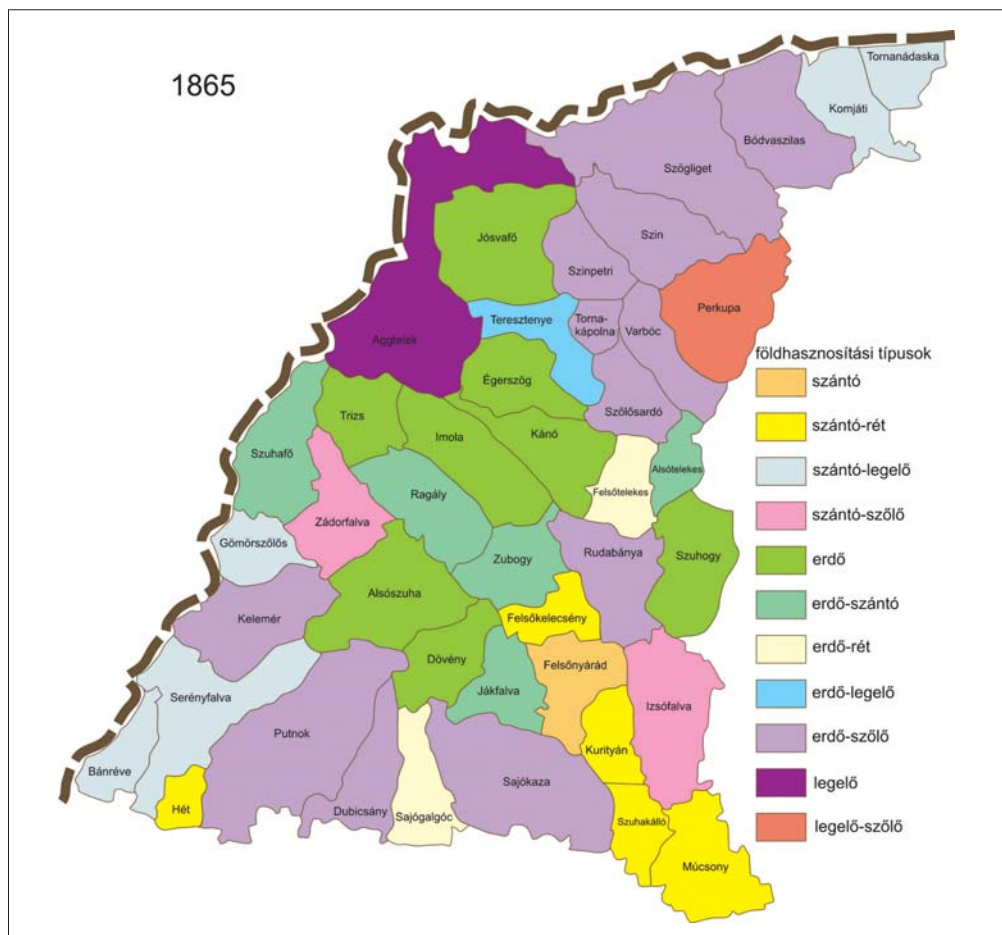 1865
Tornanádaska
Komjáti
Bódvaszilas
Szögliget
Jósvafő
Szin
Szinpetri
Perkupa
Teresztenye
Torna-
kápolna
Varbóc
Aggtelek
Égerszög
Szőlősardó
Trizs
Imola
Kánó
Szuhafő
Alsótelekes
Felsőtelekes
Ragály
Zádorfalva
Gömörszőlős
Zubogy
Rudabánya
Szuhogy
Alsószuha
Kelemér
Felsőkelecsény
Dövény
Felsőnyárád
Jákfalva
Serényfalva
Izsófalva
Putnok
Kurityán
Bánréve
Sajókaza
Hét
Dubicsány
Sajógalgóc
Szuhakálló
Múcsony
földhasznosítási típusok
szántó
szántó-rét
szántó-legelő
szántó-szőlő
erdő
erdő-szántó
erdő-rét
erdő-legelő
erdő-szőlő
legelő
legelő-szőlő